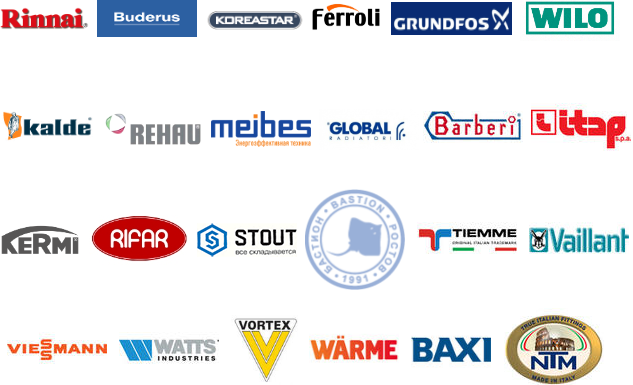 Rinnai
Buderus
KOREASTAR
Ferroli
GRUNDFOS
WILO
kalde
REHAU
meibes
Энергоэффективная техника
GLOBAL
RADIATORI
Barberi
itap
s.p.a.
KERMI
RIFAR
STOUT
все складывается
БАСТИОН • BASTION • РОСТОВ • 1991 •
TIEMME
ORIGINAL ITALIAN TRADEMARK
Vaillant
VIESMANN
WATTS
INDUSTRIES
VORTEX
WÄRME
BAXI
TRUE ITALIAN FITTINGS
NTM
MADE IN ITALY